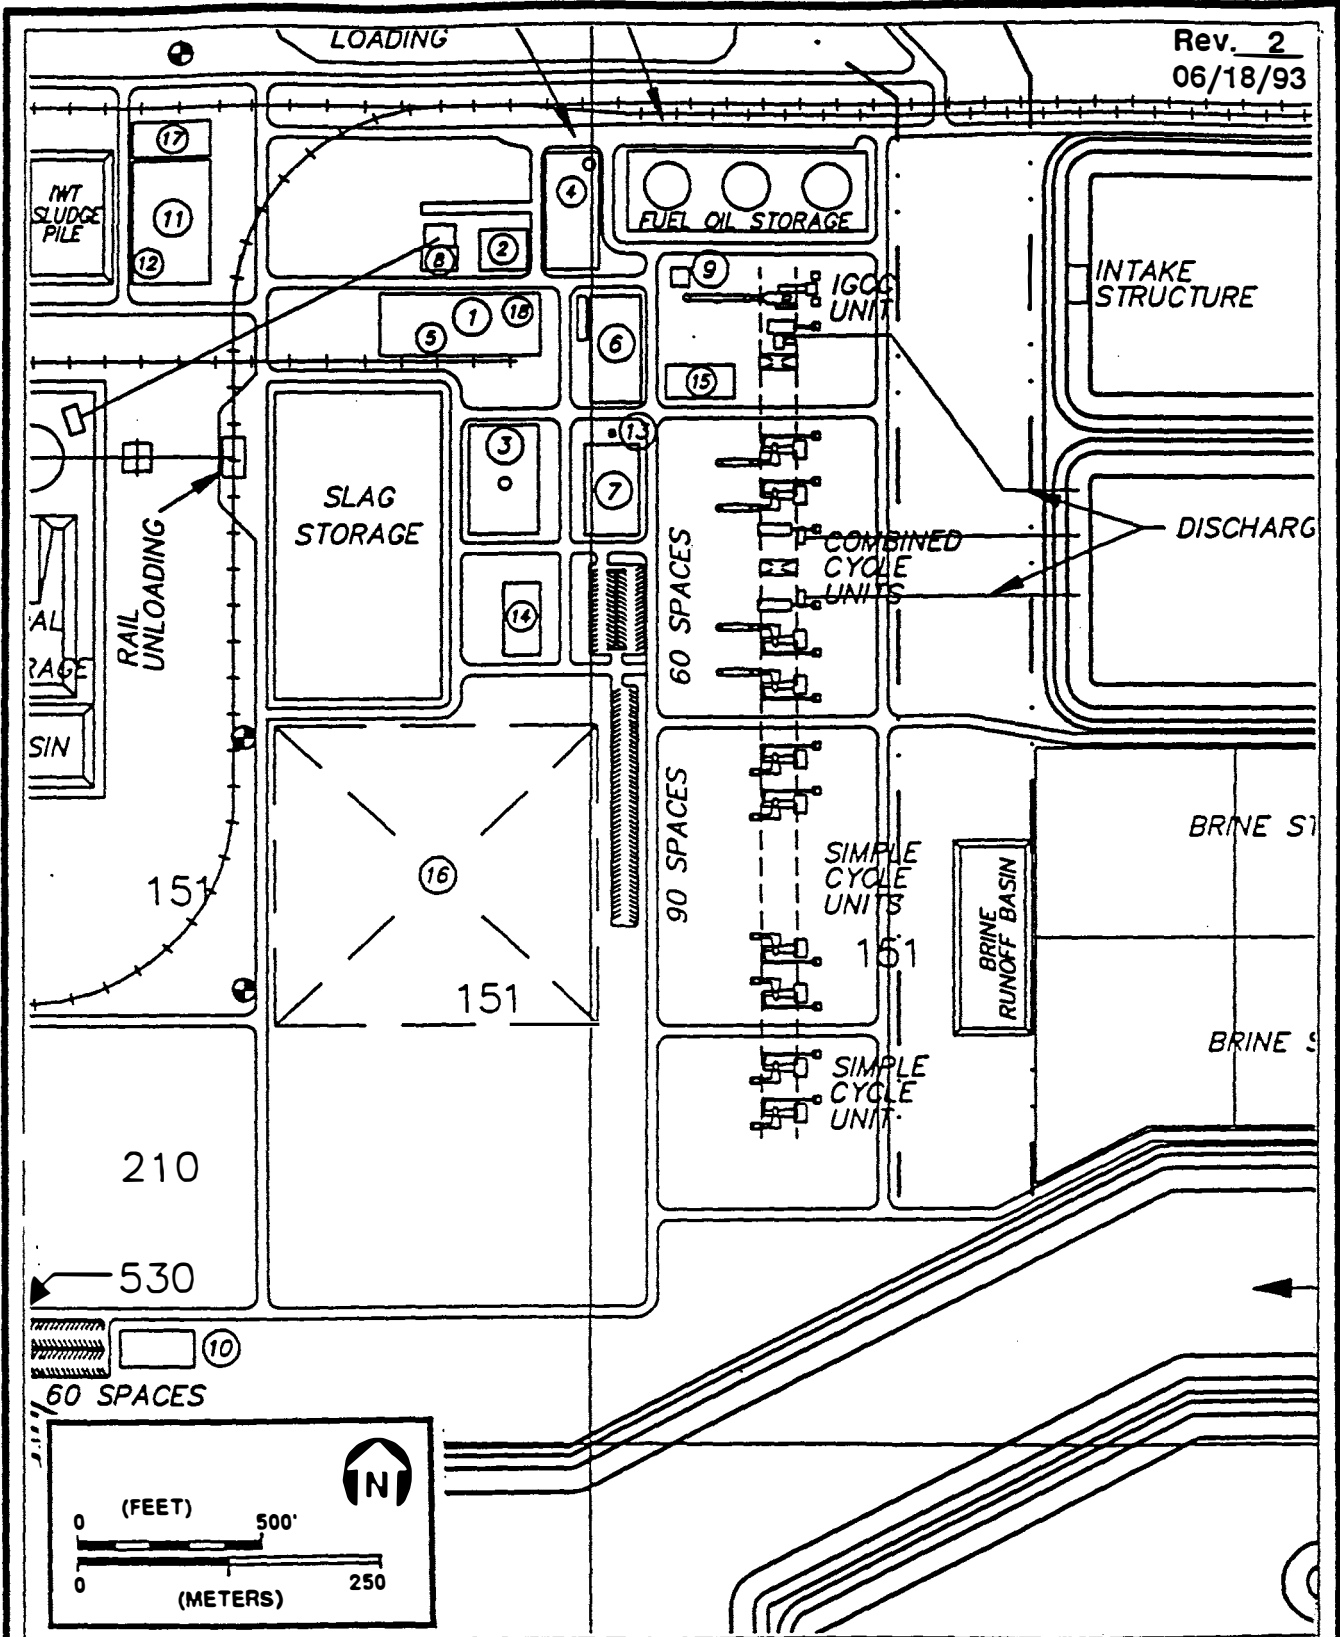 LOADING
Rev. 2
06/18/93
17
IWT
SLUDGE
PILE
11
12
4
FUEL OIL STORAGE
8
2
9
IGCC
UNIT
INTAKE
STRUCTURE
1
18
5
6
15
3
13
7
SLAG
STORAGE
DISCHARG
COMBINED
CYCLE
UNITS
60 SPACES
RAIL
UNLOADING
14
AL
RAGE
SIN
90 SPACES
BRINE ST
SIMPLE
CYCLE
UNITS
151
16
151
151
BRINE
RUNOFF BASIN
BRINE S
SIMPLE
CYCLE
UNIT
210
530
10
60 SPACES
N
(FEET)
0 500'
0 250
(METERS)